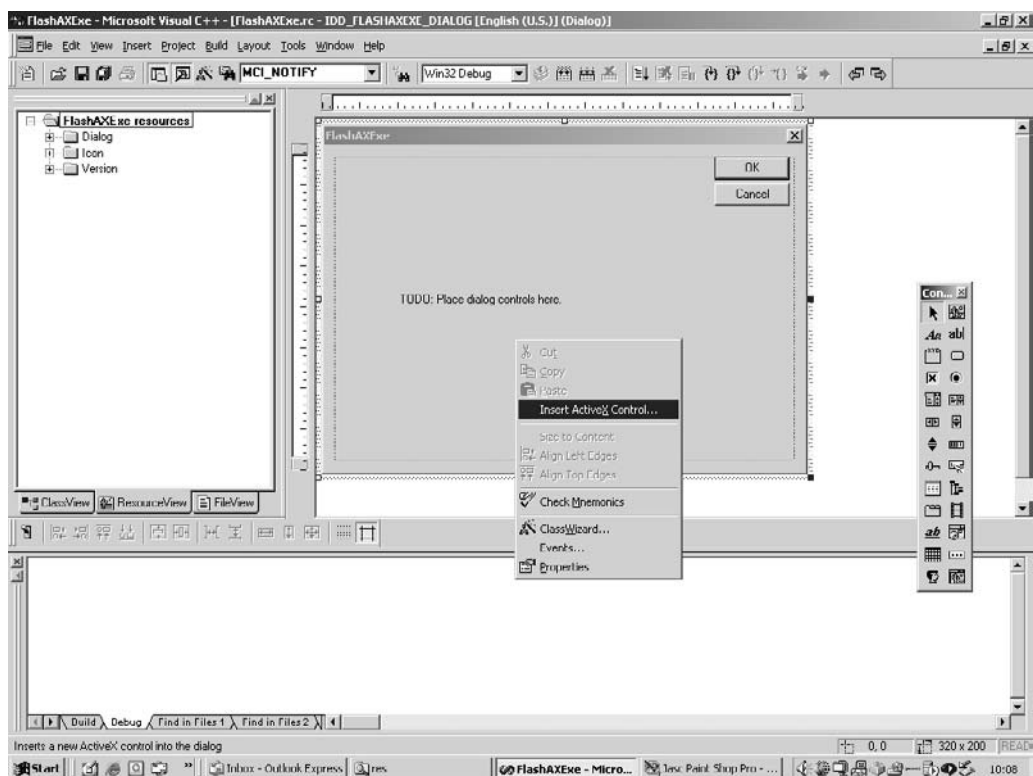 FlashAXExe - Microsoft Visual C++ - [FlashAXExe.rc - IDD_FLASHAXEXE_DIALOG [English (U.S.)] (Dialog)]
File Edit View Insert Project Build Layout Tools Window Help
MCI_NOTIFY
Win32 Debug
FlashAXExe resources
Dialog
Icon
Version
FlashAXExe
OK
Cancel
TODO: Place dialog controls here.
Cut
Copy
Paste
Insert ActiveX Control...
Size to Content
Align Left Edges
Align Top Edges
Check Mnemonics
ClassWizard...
Events...
Properties
Con...
Aa ab|
ab
ClassView ResourceView FileView
Build Debug Find in Files 1 Find in Files 2
Inserts a new ActiveX control into the dialog
0, 0 320 x 200 READ
Start
Inbox - Outlook Express
res
FlashAXExe - Micro...
Jasc Paint Shop Pro - ...
10:08